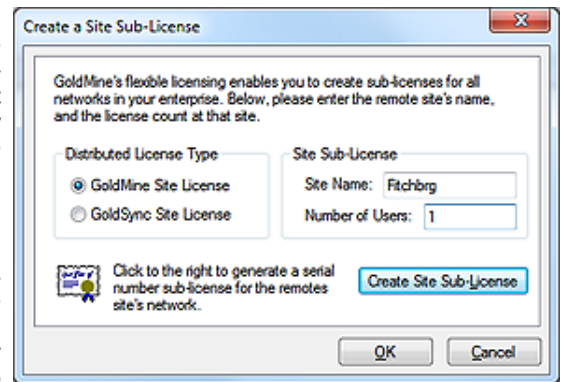 Create a Site Sub-License
GoldMine's flexible licensing enables you to create sub-licenses for all
networks in your enterprise. Below, please enter the remote site's name,
and the license count at that site.
Distributed License Type
GoldMine Site License
GoldSync Site License
Site Sub-License
Site Name: Fitchbrg
Number of Users: 1
Click to the right to generate a serial
number sub-license for the remotes
site's network.
Create Site Sub-License
OK
Cancel